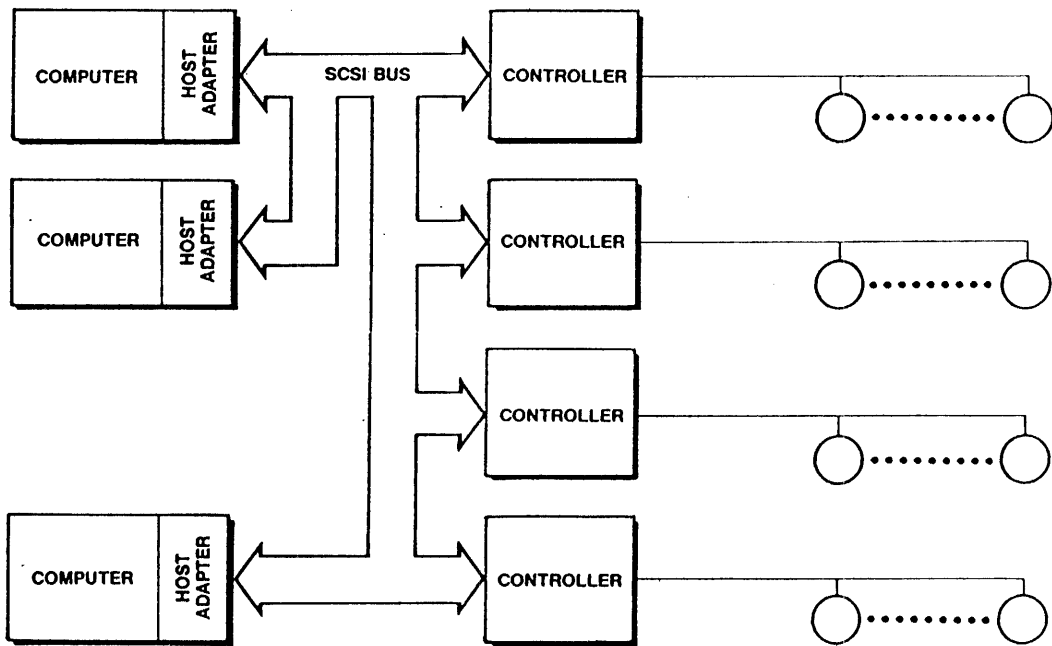 COMPUTER
HOST
ADAPTER
SCSI BUS
CONTROLLER
COMPUTER
HOST
ADAPTER
CONTROLLER
CONTROLLER
COMPUTER
HOST
ADAPTER
CONTROLLER